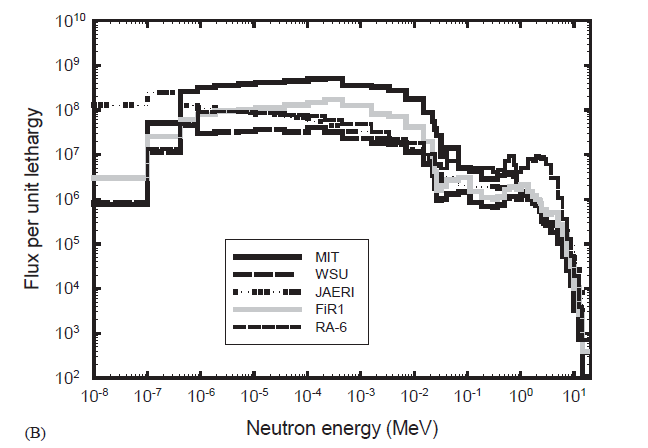 10^10
10^9
10^8
10^7
10^6
10^5
10^4
10^3
10^2
Flux per unit lethargy
MIT
WSU
JAERI
FiR1
RA-6
10^-8 10^-7 10^-6 10^-5 10^-4 10^-3 10^-2 10^-1 10^0 10^1
Neutron energy (MeV)
(B)